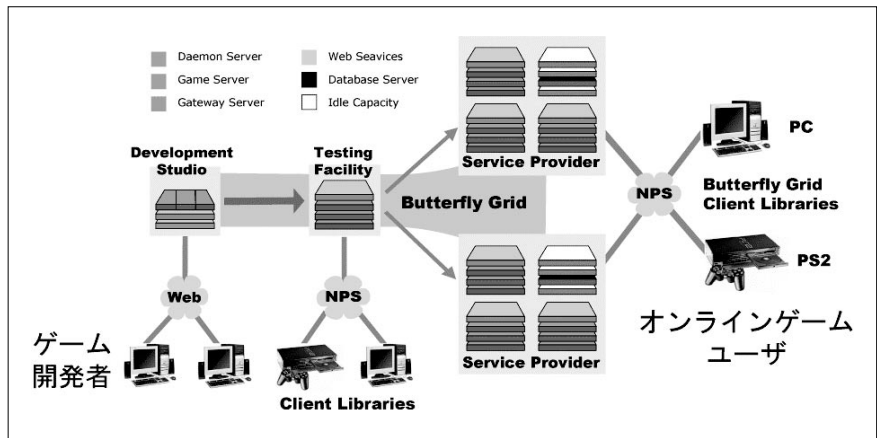 Daemon Server
Game Server
Gateway Server
Web Seavices
Database Server
Idle Capacity
Development
Studio
Testing
Facility
Butterfly Grid
Service Provider
Service Provider
Web
NPS
Client Libraries
ゲーム
開発者
NPS
PC
Butterfly Grid
Client Libraries
PS2
オンラインゲーム
ユーザ